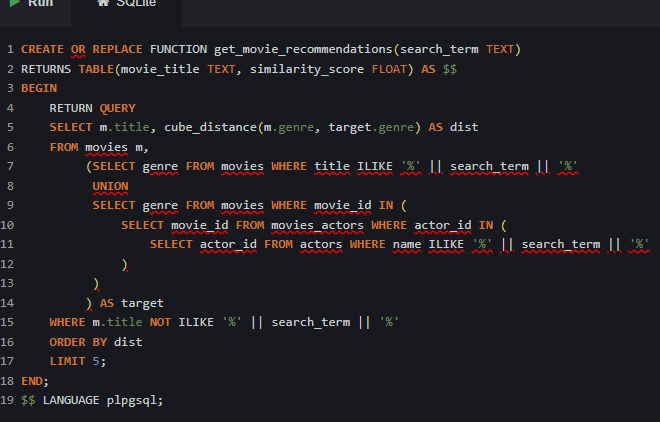 Run SQLite
1 CREATE OR REPLACE FUNCTION get_movie_recommendations(search_term TEXT)
2 RETURNS TABLE(movie_title TEXT, similarity_score FLOAT) AS $$
3 BEGIN
4     RETURN QUERY
5     SELECT m.title, cube_distance(m.genre, target.genre) AS dist
6     FROM movies m,
7          (SELECT genre FROM movies WHERE title ILIKE '%' || search_term || '%'
8           UNION
9           SELECT genre FROM movies WHERE movie_id IN (
10              SELECT movie_id FROM movies_actors WHERE actor_id IN (
11                  SELECT actor_id FROM actors WHERE name ILIKE '%' || search_term || '%'
12              )
13          )
14         ) AS target
15    WHERE m.title NOT ILIKE '%' || search_term || '%'
16    ORDER BY dist
17    LIMIT 5;
18 END;
19 $$ LANGUAGE plpgsql;